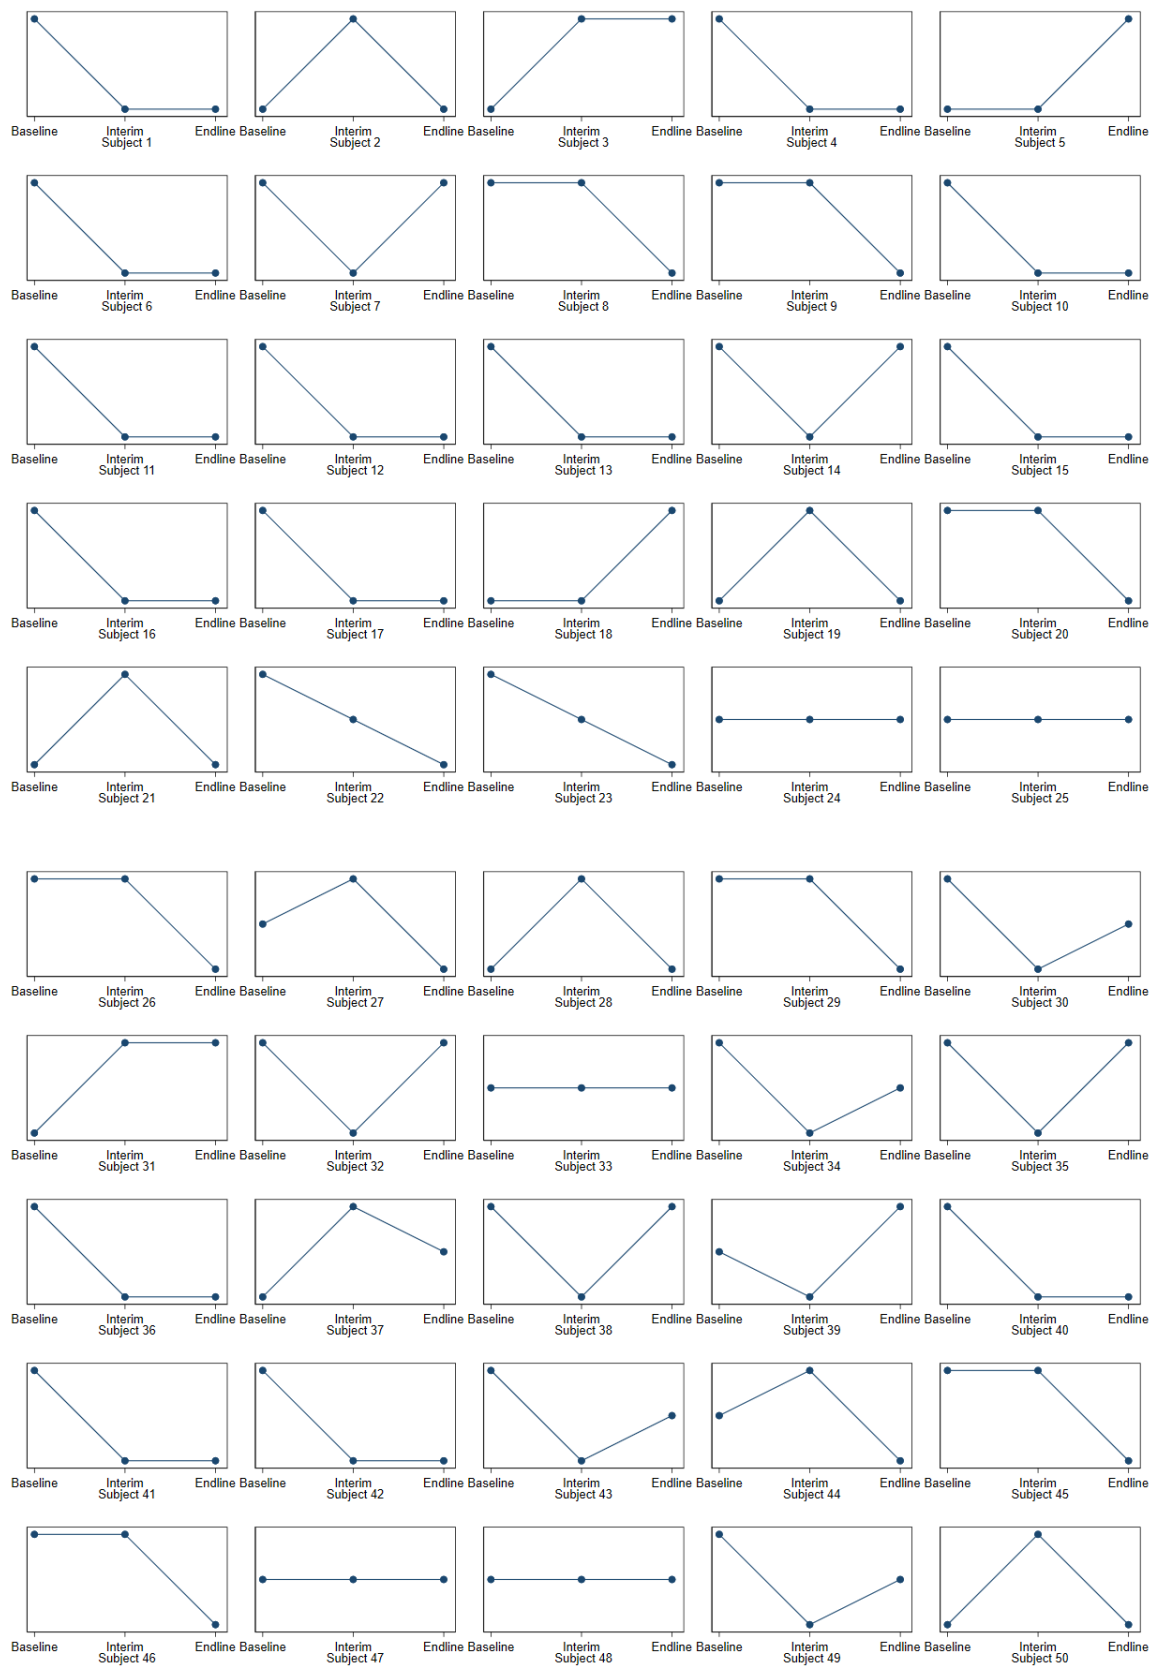 Baseline Interim Endline Baseline Interim Endline Baseline Interim Endline Baseline Interim Endline Baseline Interim Endline
Subject 1 Subject 2 Subject 3 Subject 4 Subject 5
Baseline Interim Endline Baseline Interim Endline Baseline Interim Endline Baseline Interim Endline Baseline Interim Endline
Subject 6 Subject 7 Subject 8 Subject 9 Subject 10
Baseline Interim Endline Baseline Interim Endline Baseline Interim Endline Baseline Interim Endline Baseline Interim Endline
Subject 11 Subject 12 Subject 13 Subject 14 Subject 15
Baseline Interim Endline Baseline Interim Endline Baseline Interim Endline Baseline Interim Endline Baseline Interim Endline
Subject 16 Subject 17 Subject 18 Subject 19 Subject 20
Baseline Interim Endline Baseline Interim Endline Baseline Interim Endline Baseline Interim Endline Baseline Interim Endline
Subject 21 Subject 22 Subject 23 Subject 24 Subject 25
Baseline Interim Endline Baseline Interim Endline Baseline Interim Endline Baseline Interim Endline Baseline Interim Endline
Subject 26 Subject 27 Subject 28 Subject 29 Subject 30
Baseline Interim Endline Baseline Interim Endline Baseline Interim Endline Baseline Interim Endline Baseline Interim Endline
Subject 31 Subject 32 Subject 33 Subject 34 Subject 35
Baseline Interim Endline Baseline Interim Endline Baseline Interim Endline Baseline Interim Endline Baseline Interim Endline
Subject 36 Subject 37 Subject 38 Subject 39 Subject 40
Baseline Interim Endline Baseline Interim Endline Baseline Interim Endline Baseline Interim Endline Baseline Interim Endline
Subject 41 Subject 42 Subject 43 Subject 44 Subject 45
Baseline Interim Endline Baseline Interim Endline Baseline Interim Endline Baseline Interim Endline Baseline Interim Endline
Subject 46 Subject 47 Subject 48 Subject 49 Subject 50